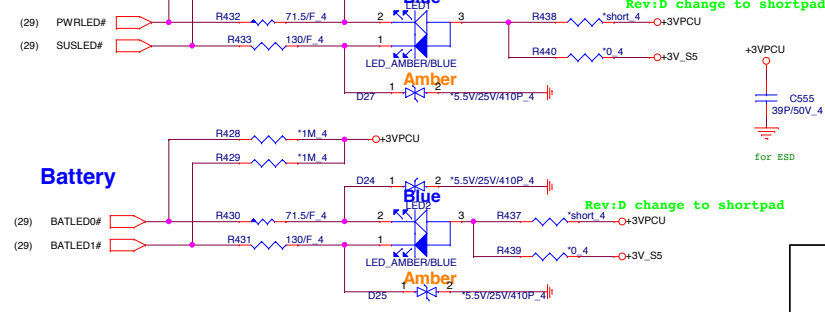 Rev:D change to shortpad
Blue
LED1
(29) PWRLED# R432 71.5/F_4 2 3 R438 *short_4 +3VPCU
(29) SUSLED# R433 130/F_4 1 R440 *0_4 +3V_S5
LED_AMBER/BLUE
Amber
D27 1 2 *5.5V/25V/410P_4
+3VPCU
C555
39P/50V_4
for ESD
R428 *1M_4 +3VPCU
R429 *1M_4
Battery
D24 1 2 *5.5V/25V/410P_4
Blue
LED2
Rev:D change to shortpad
(29) BATLED0# R430 71.5/F_4 2 3 R437 *short_4 +3VPCU
(29) BATLED1# R431 130/F_4 1 R439 *0_4 +3V_S5
LED_AMBER/BLUE
Amber
D25 1 2 *5.5V/25V/410P_4